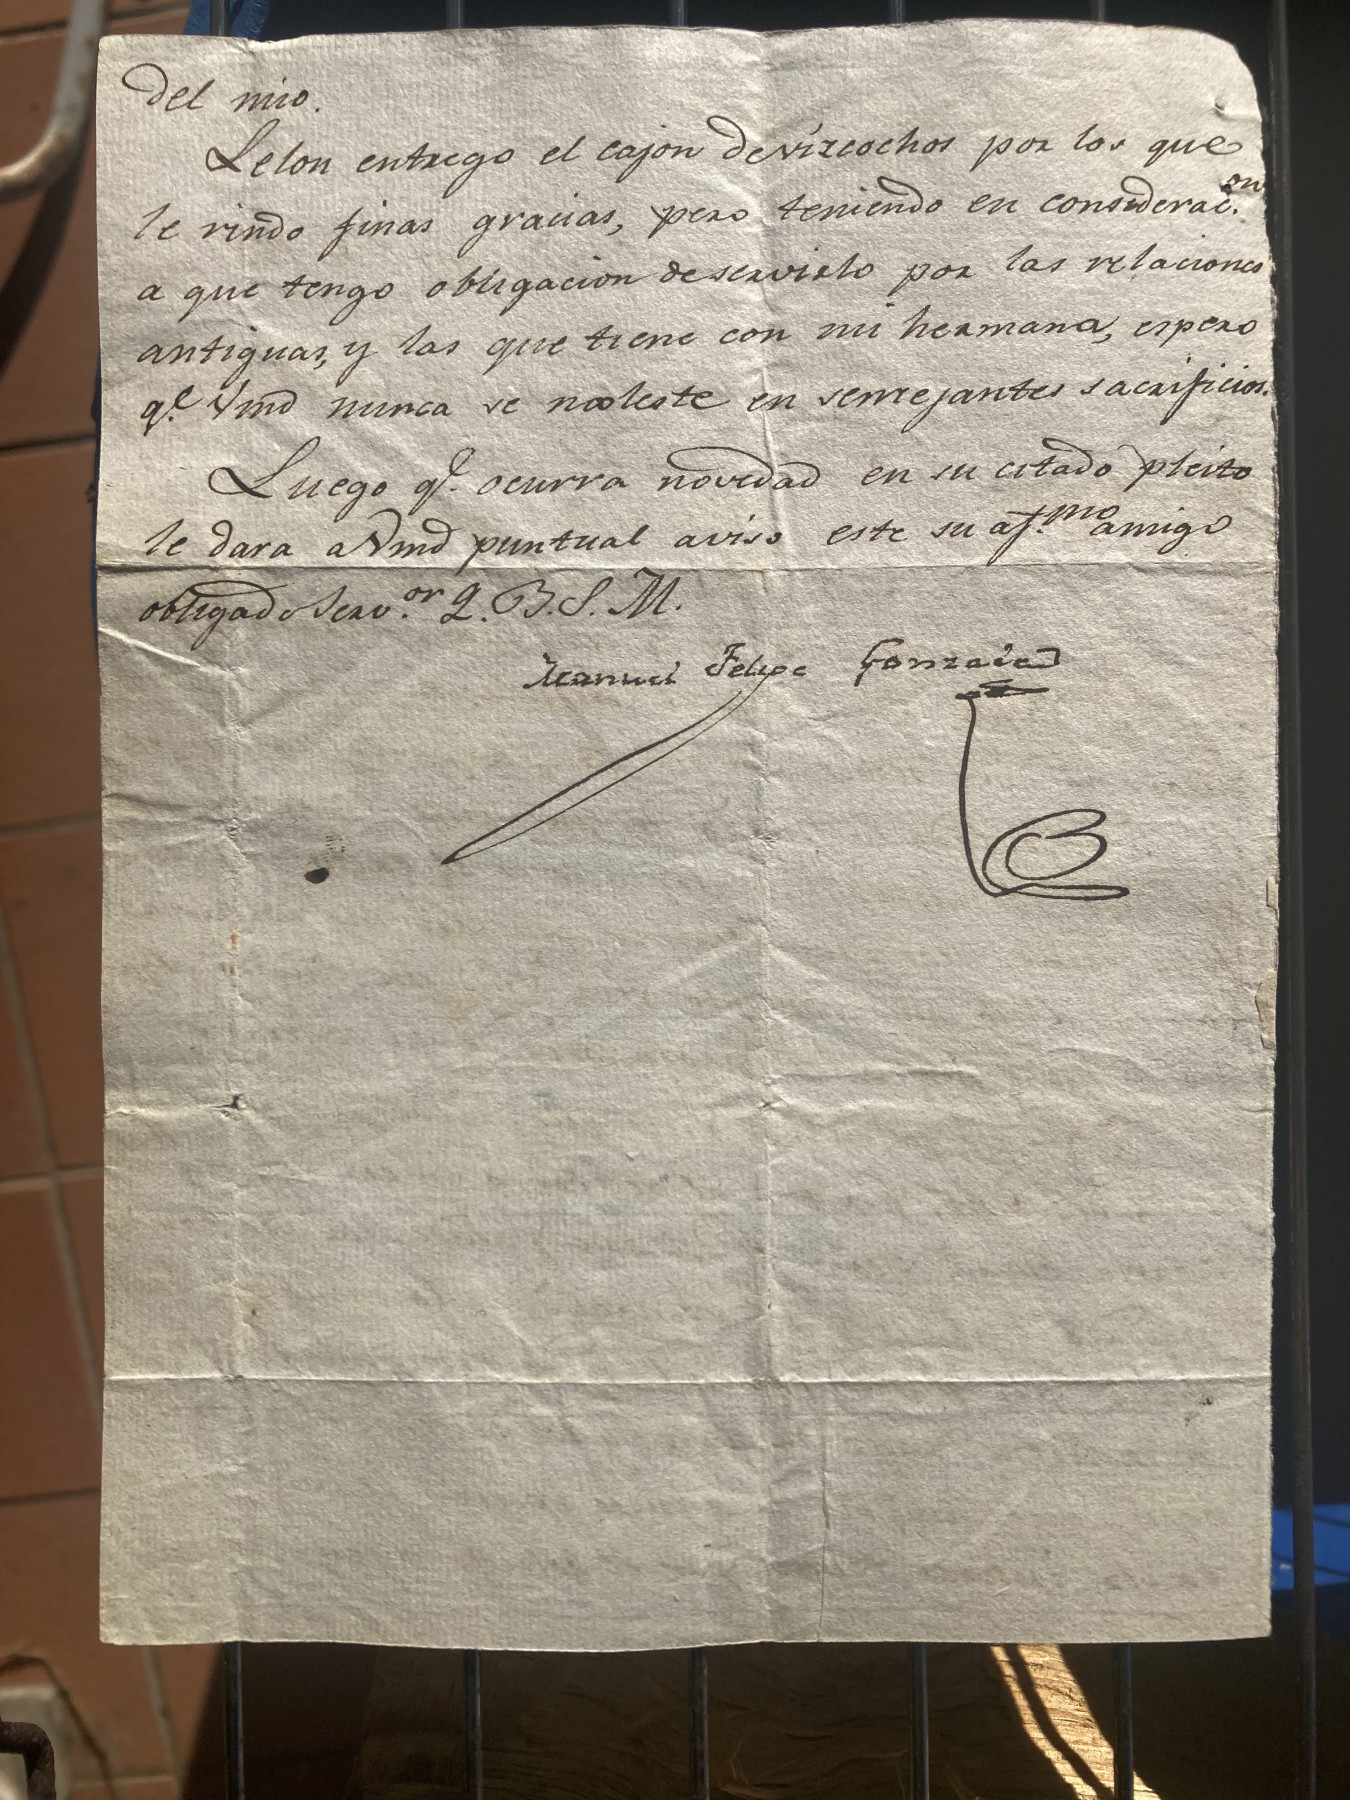 del mio.
Lelon entrego el cajon de vizcochos por los que
le rindo finas gracias, pero teniendo en considerac.on
a que tengo obligacion de servirlo por las relaciones
antiguas, y las que tiene con mi hermana, espero
q.e Vmd nunca se moleste en semejantes sacrificios.
Luego q.e ocurra novedad en su citado pleito
le dara a Vmd puntual aviso este su af.mo amigo
obligado Serv.or Q. B. S. M.
Manuel Felipe Gonzalez